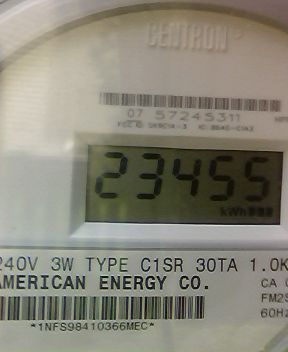 CENTRON®
07 57245311
23455
kWh
240V 3W TYPE C1SR 30TA 1.0K
AMERICAN ENERGY CO.
CA
FM2S
60Hz
*1NFS98410366MEC*